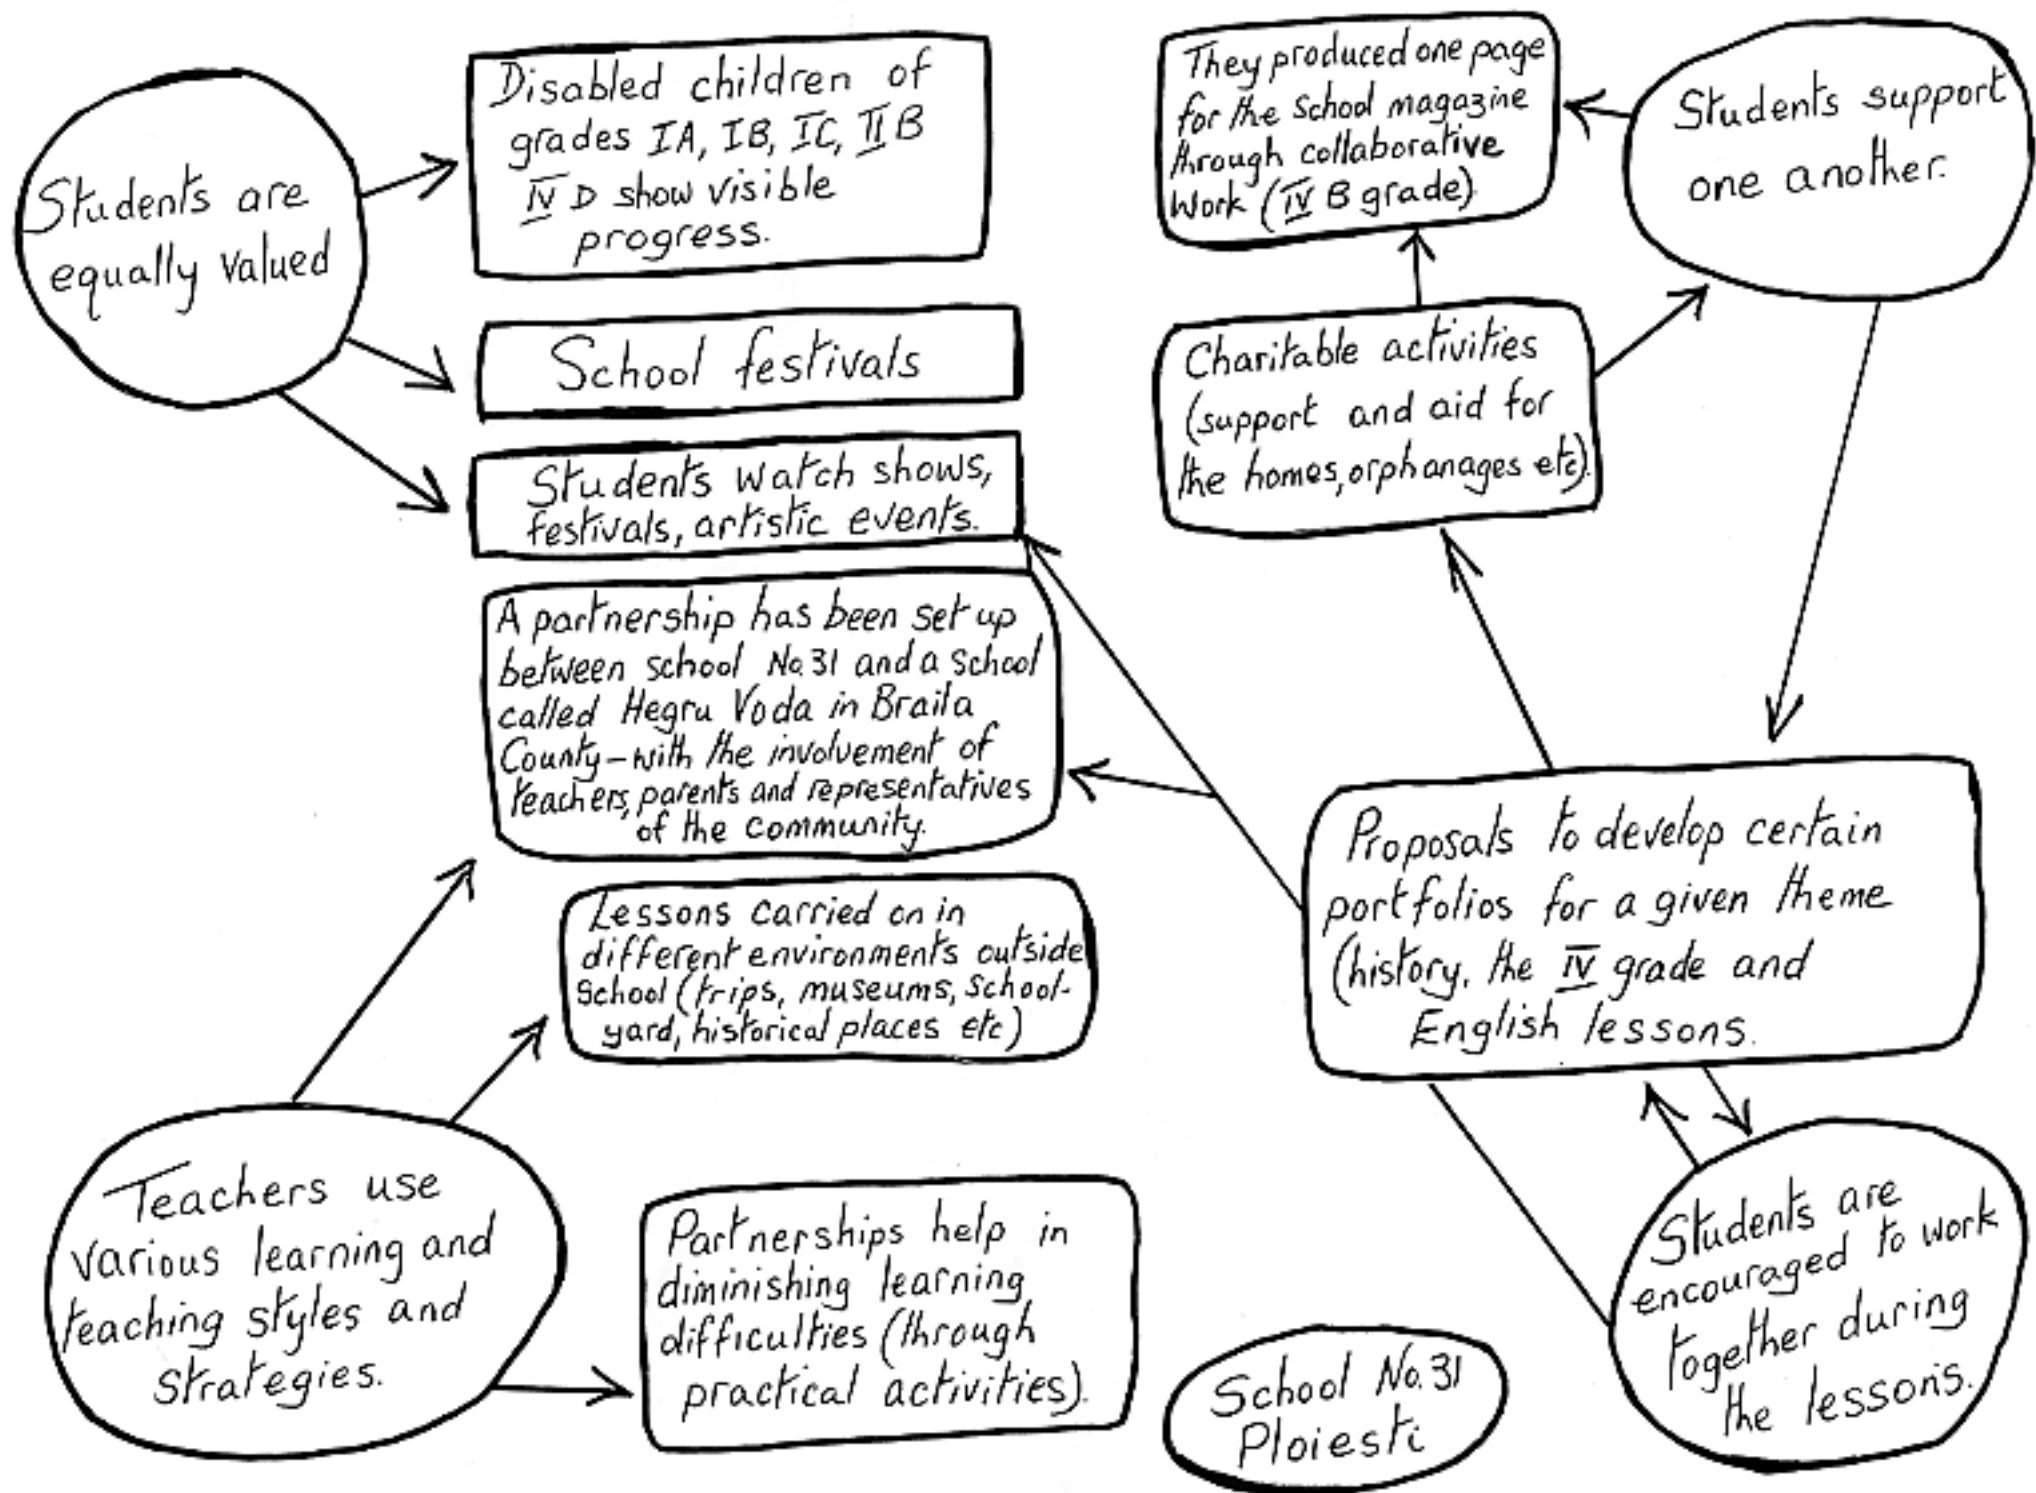 Students are
equally valued
Disabled children of
grades IA, IB, IC, IIB
IV D show visible
progress.
School festivals
Students watch shows,
festivals, artistic events.
A partnership has been set up
between school No.31 and a school
called Hegru Voda in Braila
County-with the involvement of
teachers, parents and representatives
of the community.
Lessons carried on in
different environments outside
school (trips, museums, school-
yard, historical places etc)
Teachers use
various learning and
teaching styles and
strategies.
Partnerships help in
diminishing learning
difficulties (through
practical activities).
They produced one page
for the school magazine
through collaborative
work (IV B grade)
Students support
one another.
Charitable activities
(support and aid for
the homes, orphanages etc).
Proposals to develop certain
portfolios for a given theme
(history, the IV grade and
English lessons.
Students are
encouraged to work
together during
the lessons.
School No.31
Ploiesti